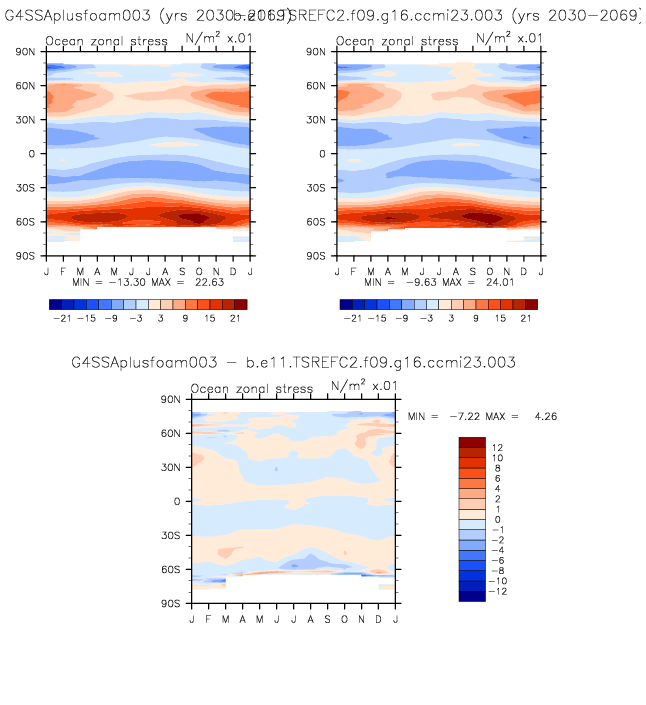 G4SSAplusfoam003 (yrs 2030-2069)
b.e11.TSREFC2.f09.g16.ccmi23.003 (yrs 2030-2069)
Ocean zonal stress N/m² x.01
Ocean zonal stress N/m² x.01
90N
60N
30N
0
30S
60S
90S
J F M A M J J A S O N D J
MIN = -13.30 MAX = 22.63
-21 -15 -9 -3 3 9 15 21
90N
60N
30N
0
30S
60S
90S
J F M A M J J A S O N D J
MIN = -9.63 MAX = 24.01
-21 -15 -9 -3 3 9 15 21
G4SSAplusfoam003 - b.e11.TSREFC2.f09.g16.ccmi23.003
Ocean zonal stress N/m² x.01
MIN = -7.22 MAX = 4.26
90N
60N
30N
0
30S
60S
90S
J F M A M J J A S O N D J
12
10
8
6
4
2
1
0
-1
-2
-4
-6
-8
-10
-12